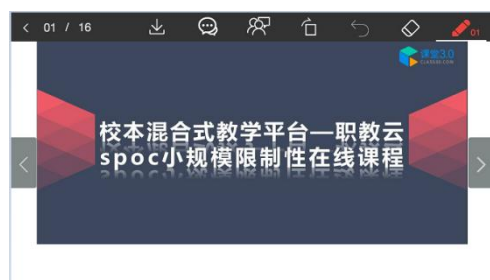 01 / 16
01
课堂3.0
校本混合式教学平台—职教云
spoc小规模限制性在线课程